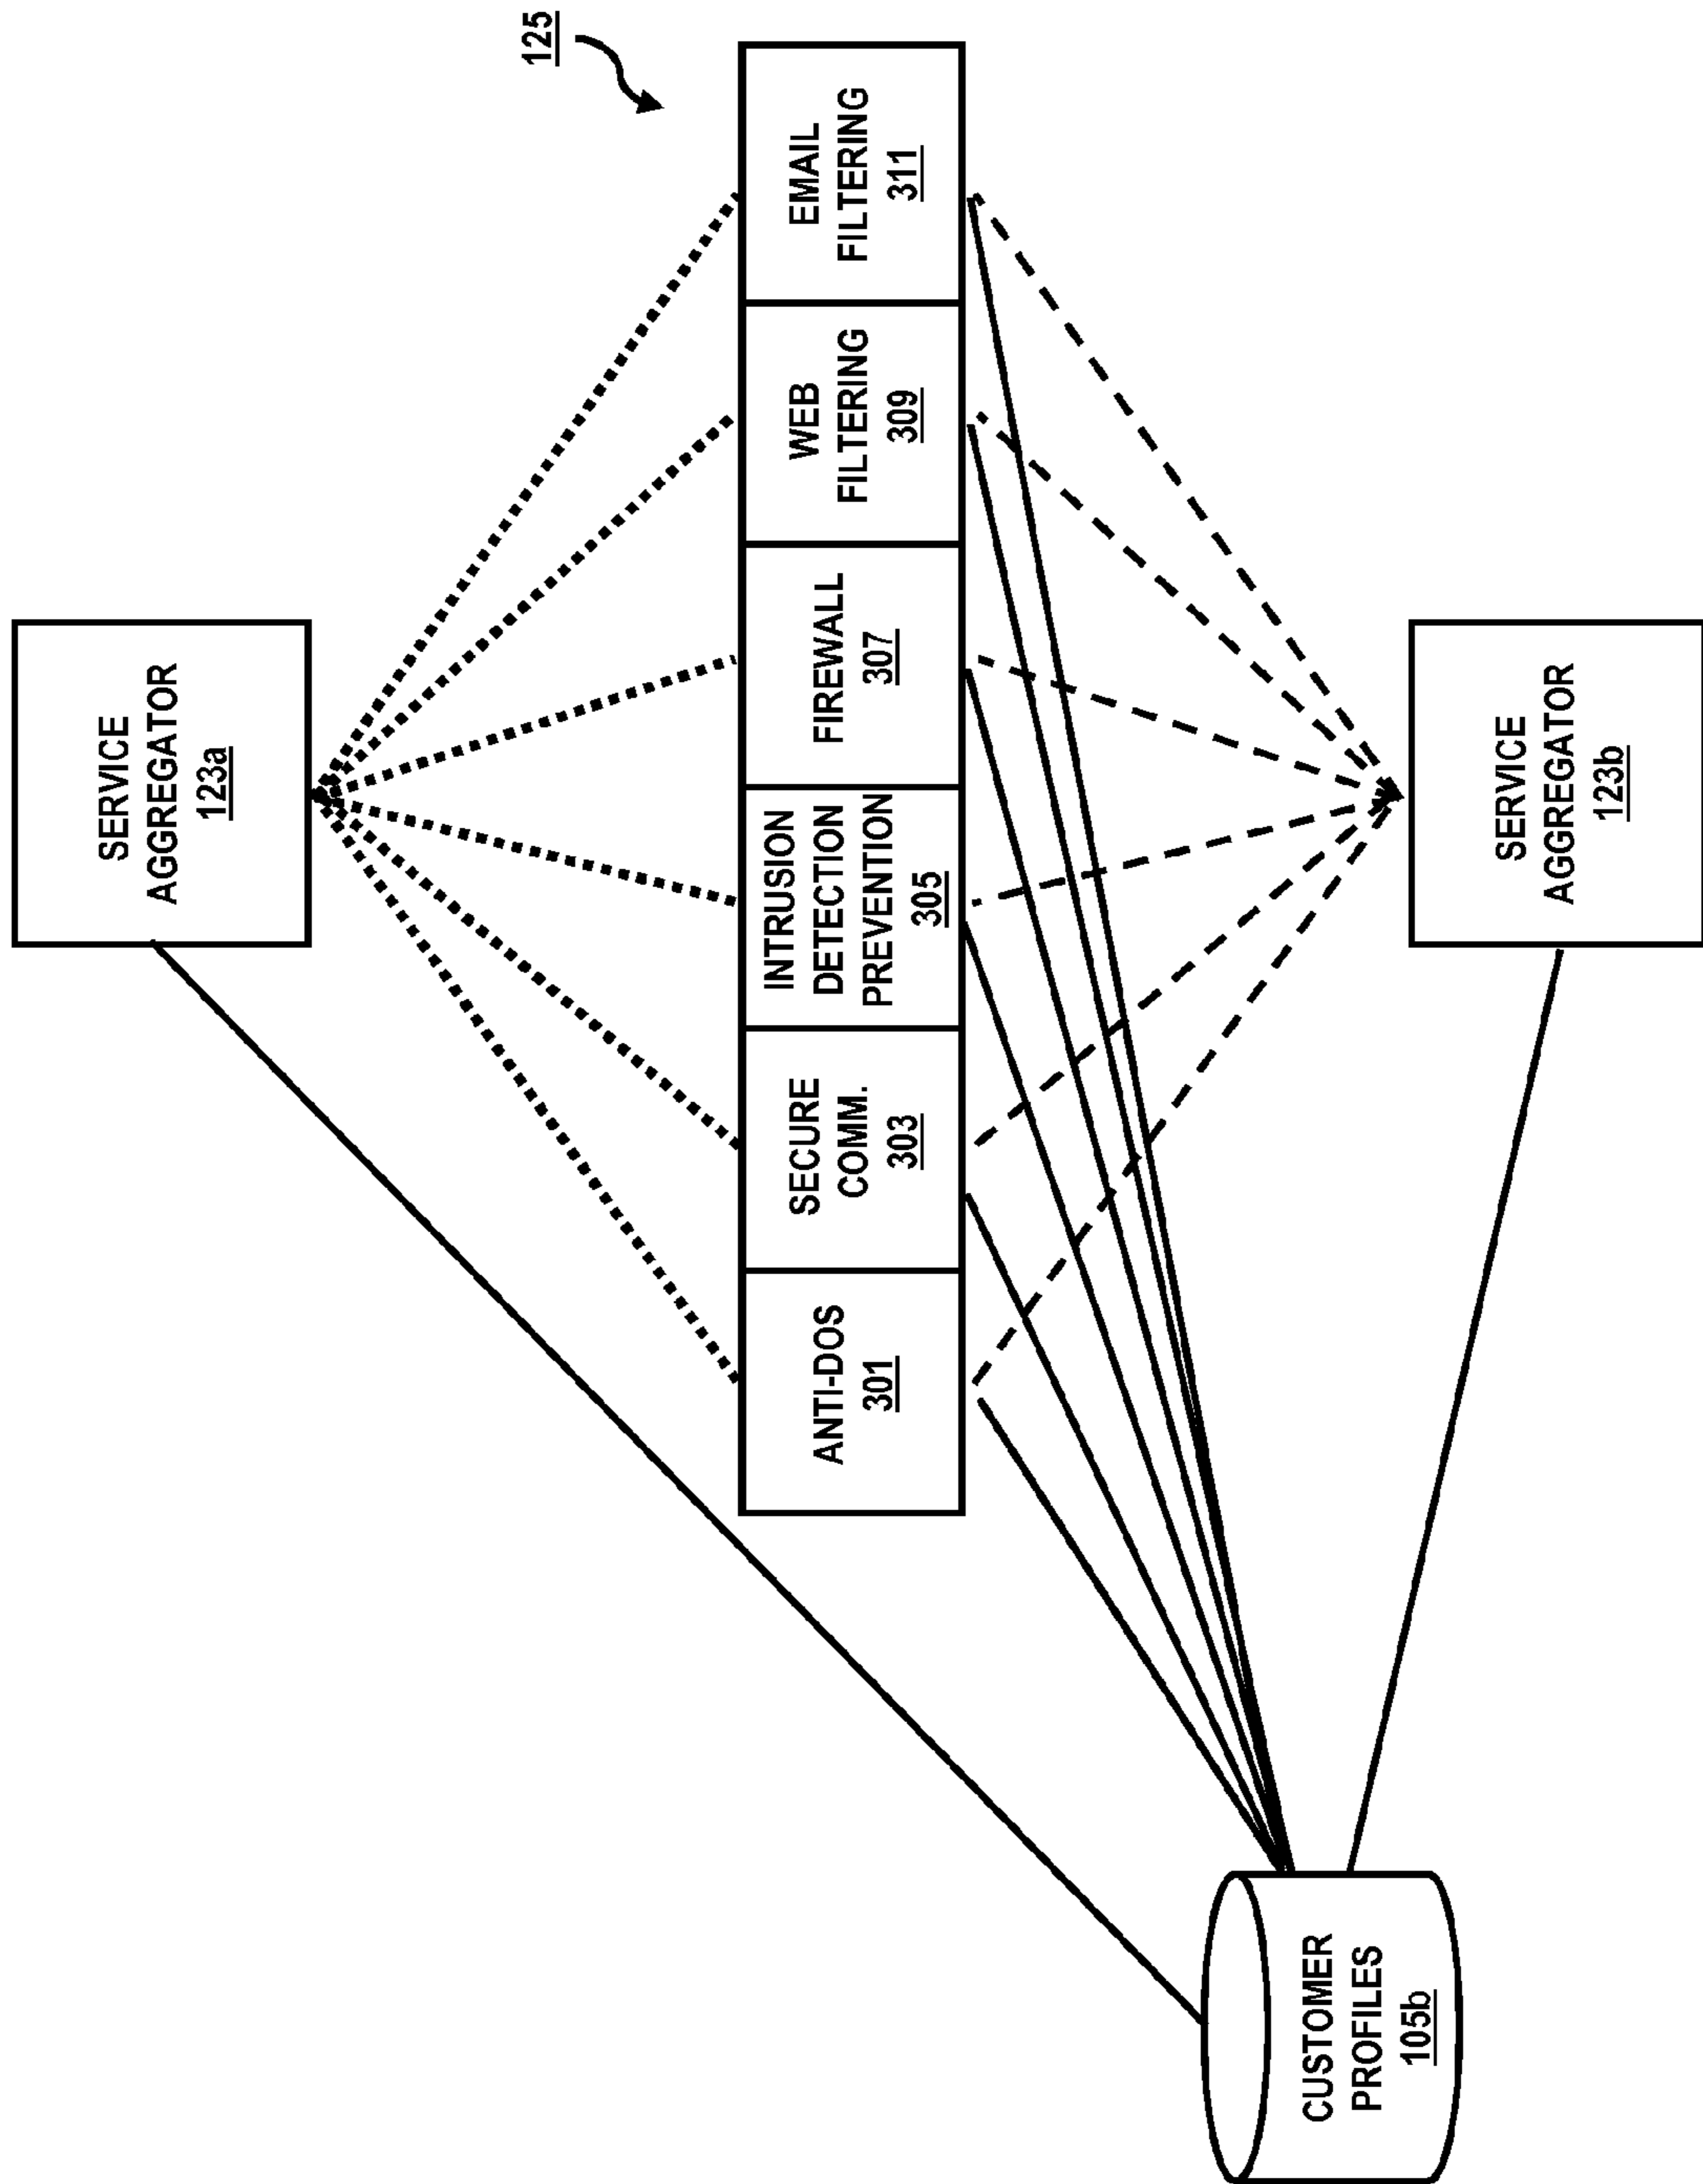 125
SERVICE
AGGREGATOR
123a
ANTI-DOS
301
SECURE
COMM.
303
INTRUSION
DETECTION
PREVENTION
305
FIREWALL
307
WEB
FILTERING
309
EMAIL
FILTERING
311
CUSTOMER
PROFILES
105b
SERVICE
AGGREGATOR
123b